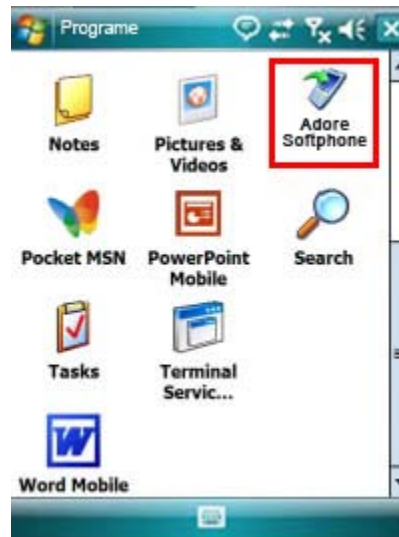 Programe
Notes
Pictures &
Videos
Adore
Softphone
Pocket MSN
PowerPoint
Mobile
Search
Tasks
Terminal
Servic...
Word Mobile